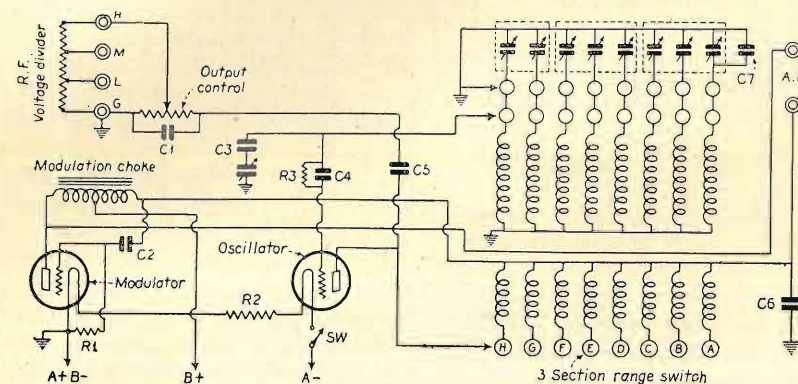 R.F.
Voltage divider
H
M
L
G
Output
control
C1
C3
R3
C4
C5
C7
Modulation choke
C2
Oscillator
Modulator
R2
R1
SW
A+ B-
B+
A-
C6
H G F E D C B A
3 Section range switch